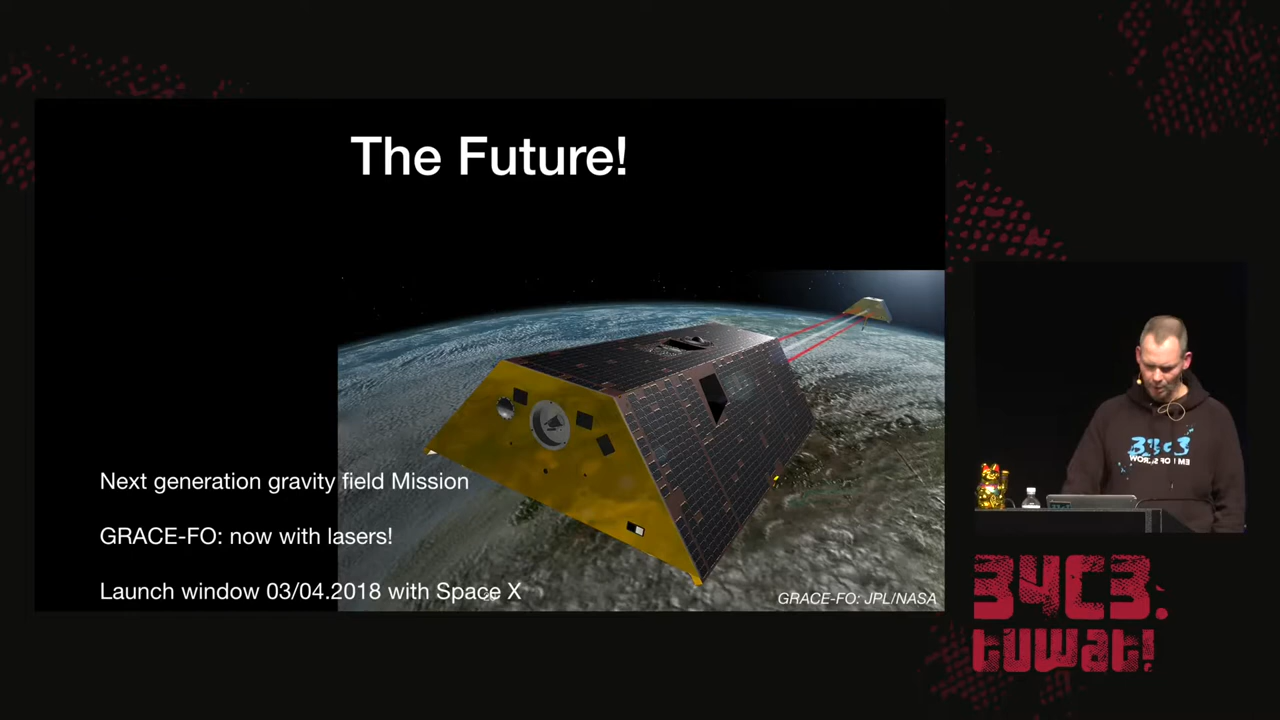 The Future!
Next generation gravity field Mission
GRACE-FO: now with lasers!
Launch window 03/04.2018 with Space X
GRACE-FO: JPL/NASA
34C3.
tuwat!